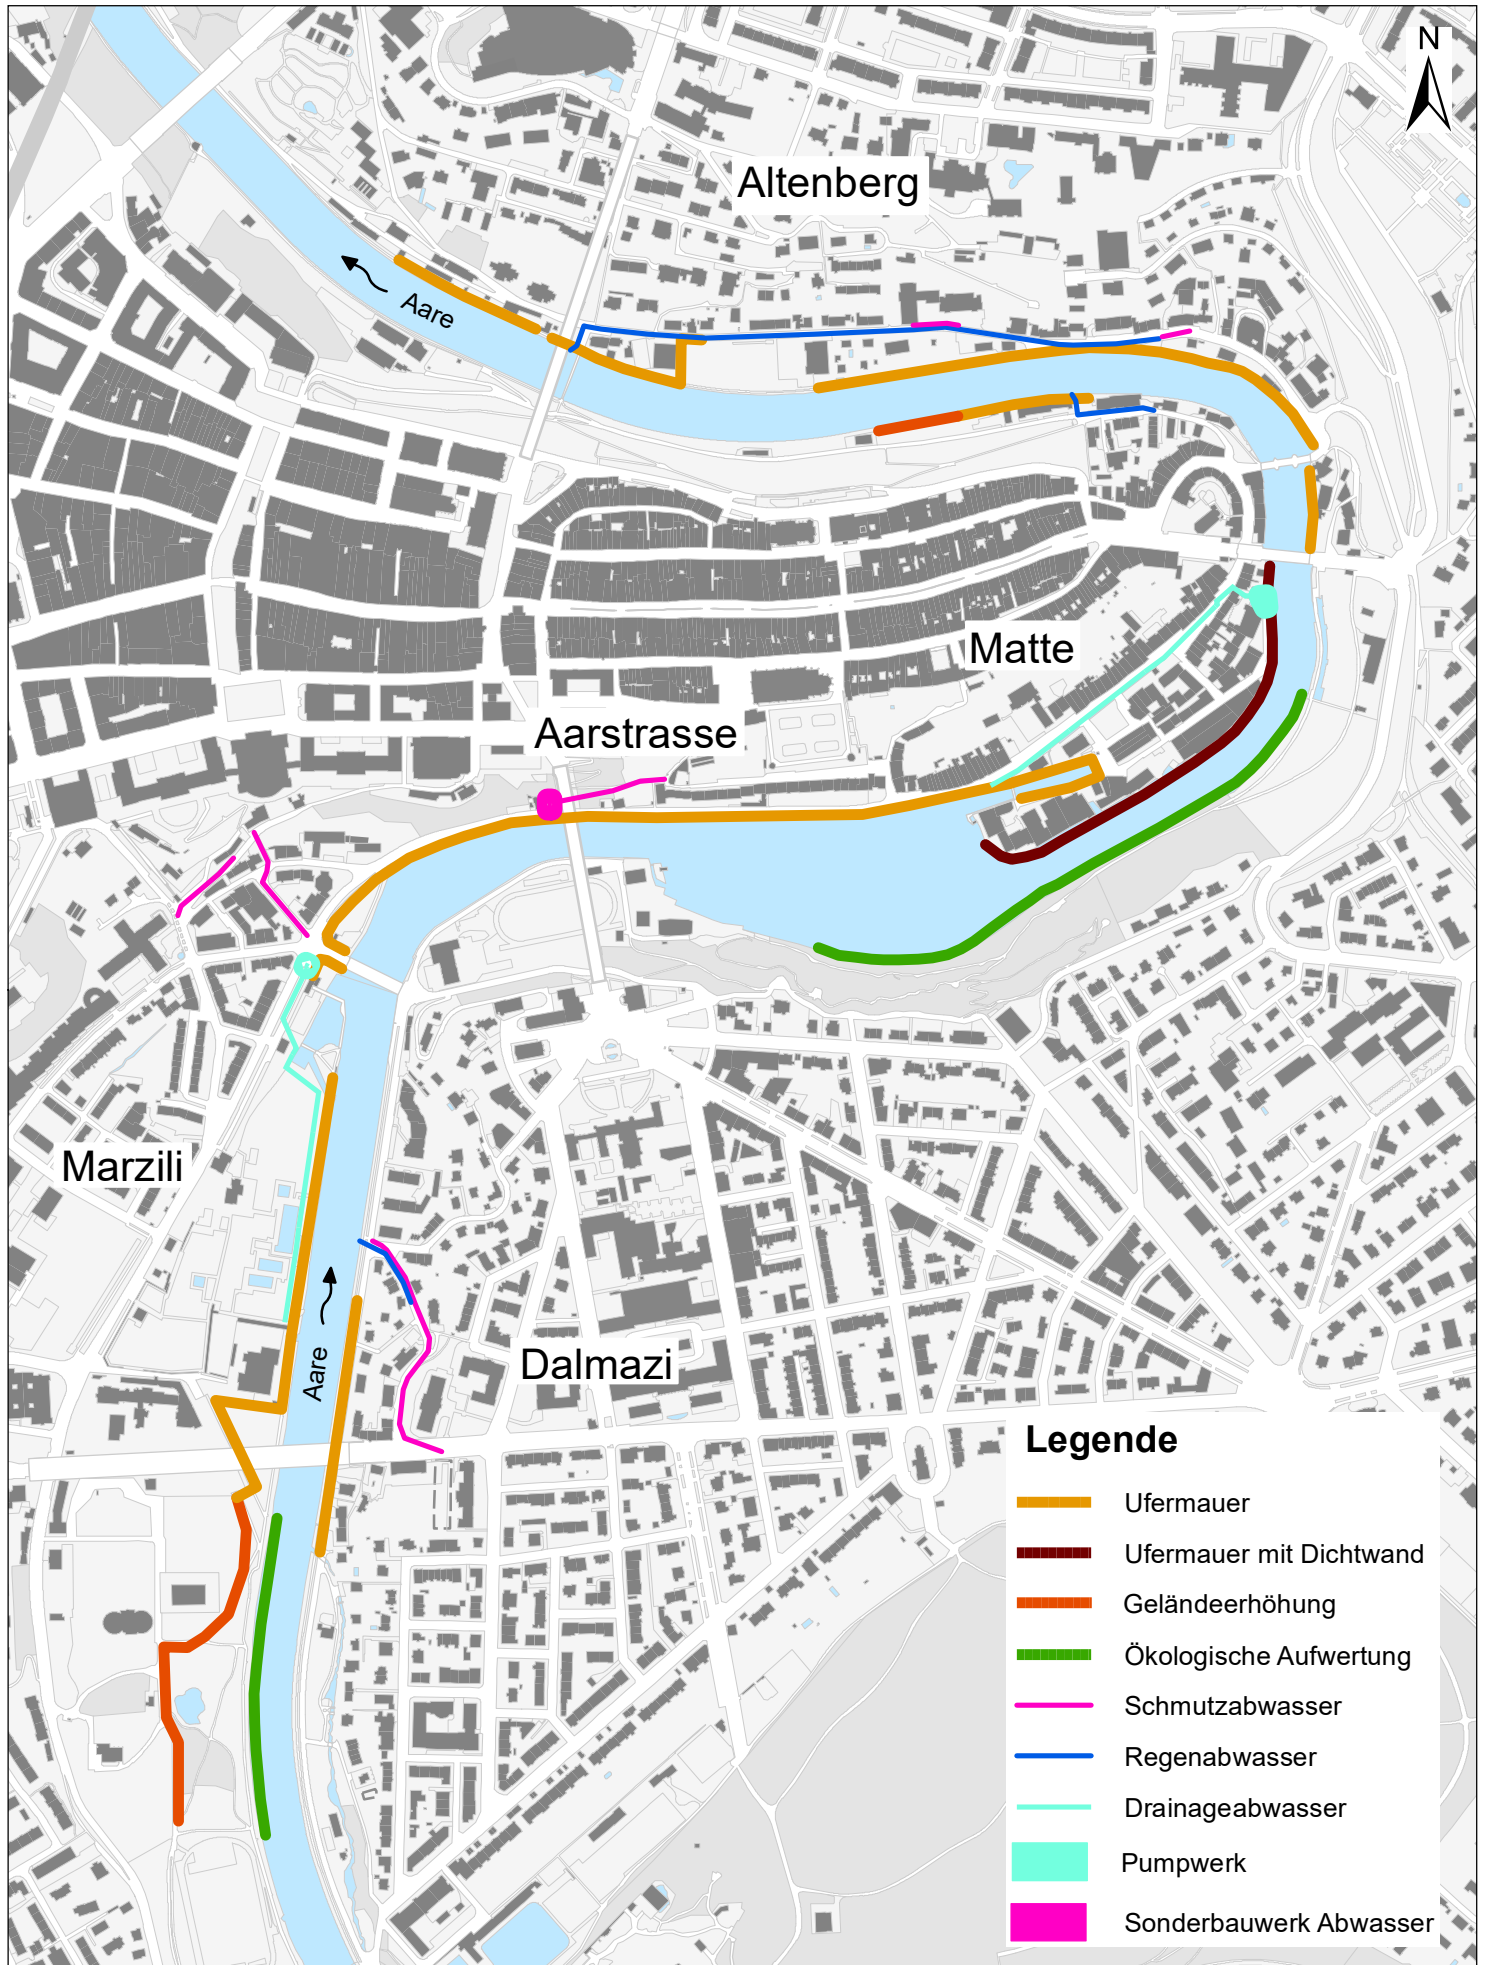 N
Altenberg
Aare
Matte
Aarstrasse
Marzili
Aare
Dalmazi
Legende
Ufermauer
Ufermauer mit Dichtwand
Geländeerhöhung
Ökologische Aufwertung
Schmutzabwasser
Regenabwasser
Drainageabwasser
Pumpwerk
Sonderbauwerk Abwasser